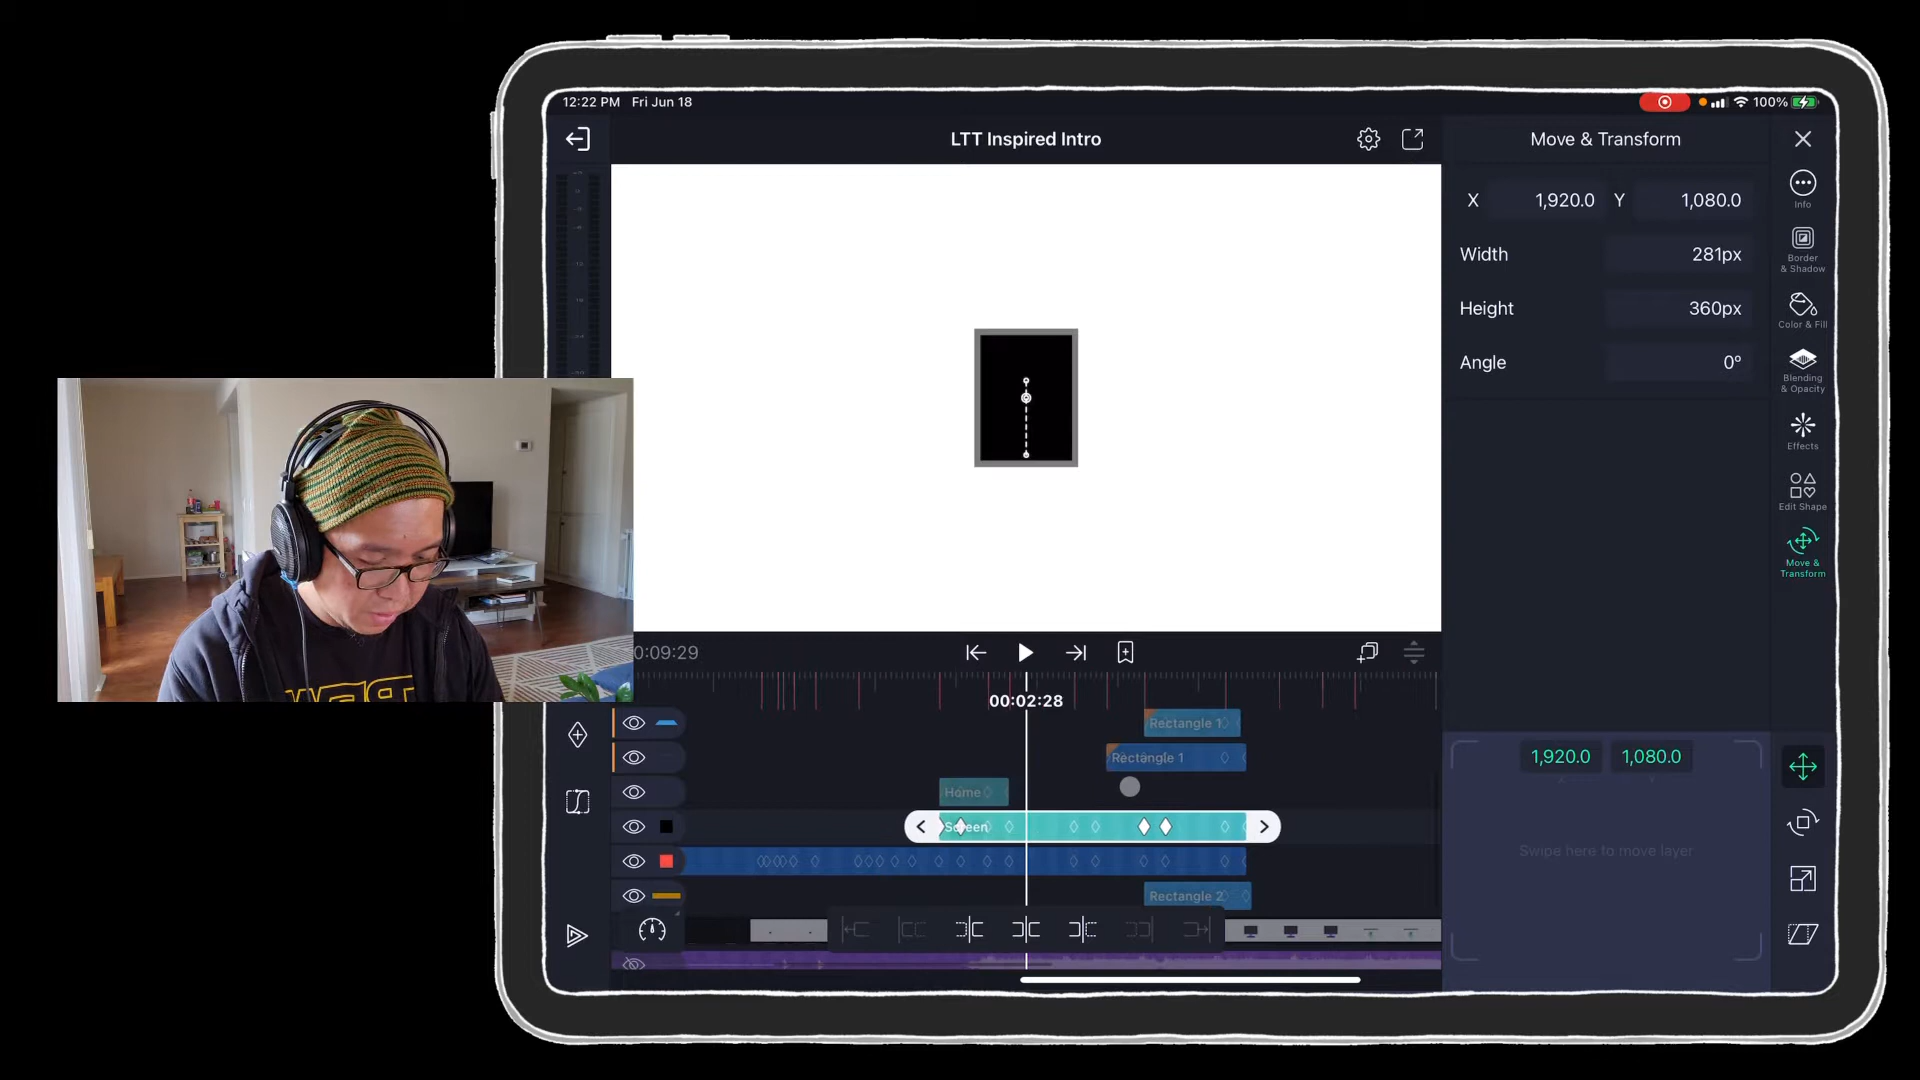 12:22 PM Fri Jun 18
100%
LTT Inspired Intro
Move & Transform
X 1,920.0 Y 1,080.0
Width 281px
Height 360px
Angle 0°
Info
Border
& Shadow
Color & Fill
Blending
& Opacity
Effects
Edit Shape
Move &
Transform
0:09:29
00:02:28
Rectangle 1
Rectangle 1
Home
Screen
Rectangle 2
1,920.0 1,080.0
Swipe here to move layer